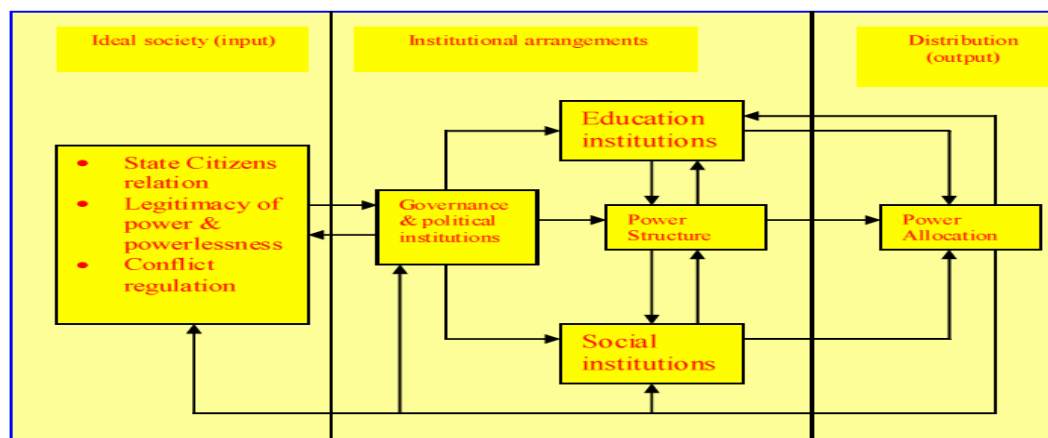 Ideal society (input)
Institutional arrangements
Distribution
(output)
Education
institutions
• State Citizens
relation
• Legitimacy of
power &
powerlessness
• Conflict
regulation
Governance
& political
institutions
Power
Structure
Power
Allocation
Social
institutions